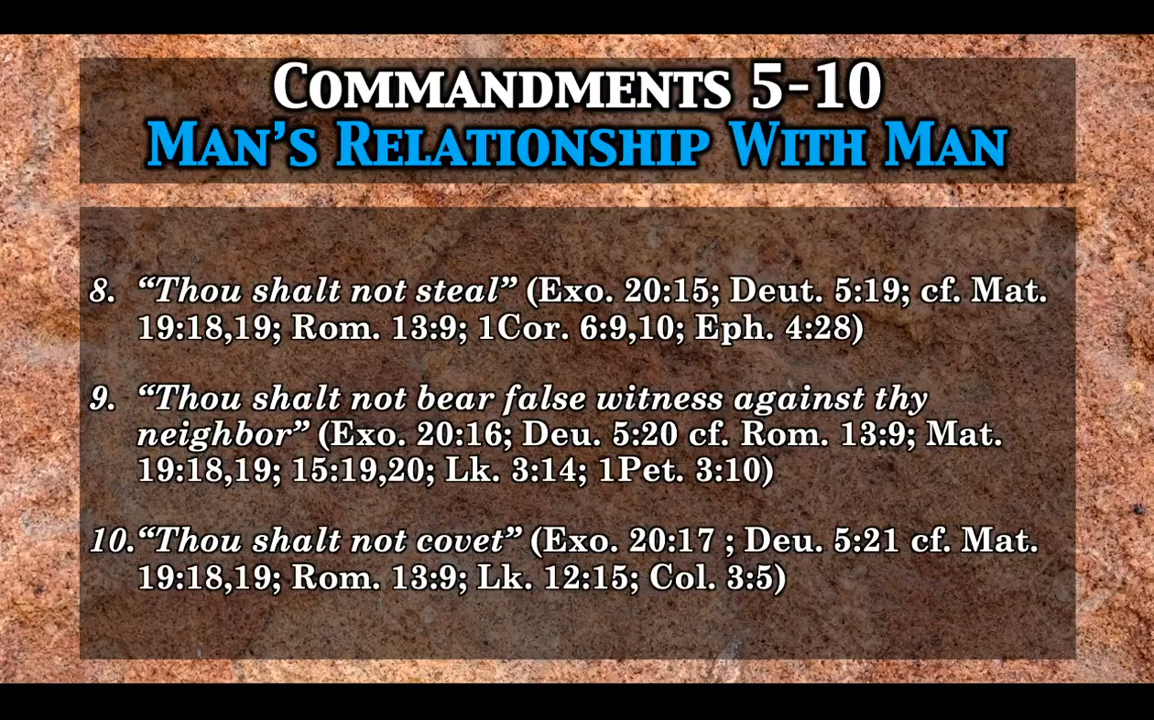 COMMANDMENTS 5-10
MAN'S RELATIONSHIP WITH MAN
8. “Thou shalt not steal” (Exo. 20:15; Deut. 5:19; cf. Mat.
19:18,19; Rom. 13:9; 1Cor. 6:9,10; Eph. 4:28)
9. “Thou shalt not bear false witness against thy
neighbor” (Exo. 20:16; Deu. 5:20 cf. Rom. 13:9; Mat.
19:18,19; 15:19,20; Lk. 3:14; 1Pet. 3:10)
10.“Thou shalt not covet” (Exo. 20:17 ; Deu. 5:21 cf. Mat.
19:18,19; Rom. 13:9; Lk. 12:15; Col. 3:5)